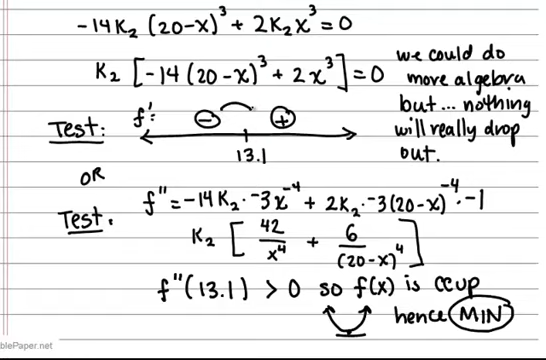 -14K₂ (20-x)³ + 2K₂x³ = 0
K₂ [-14 (20-x)³ + 2x³] = 0
we could do
more algebra
but... nothing
will really drop
out.
Test: f': ⊖ ⊕
13.1
OR
Test: f" = -14K₂ · -3x⁻⁴ + 2K₂ · -3(20-x)⁻⁴ · -1
K₂ [ 42/x⁴ + 6/(20-x)⁴ ]
f"(13.1) > 0 so f(x) is ccup
hence MIN
blePaper.net